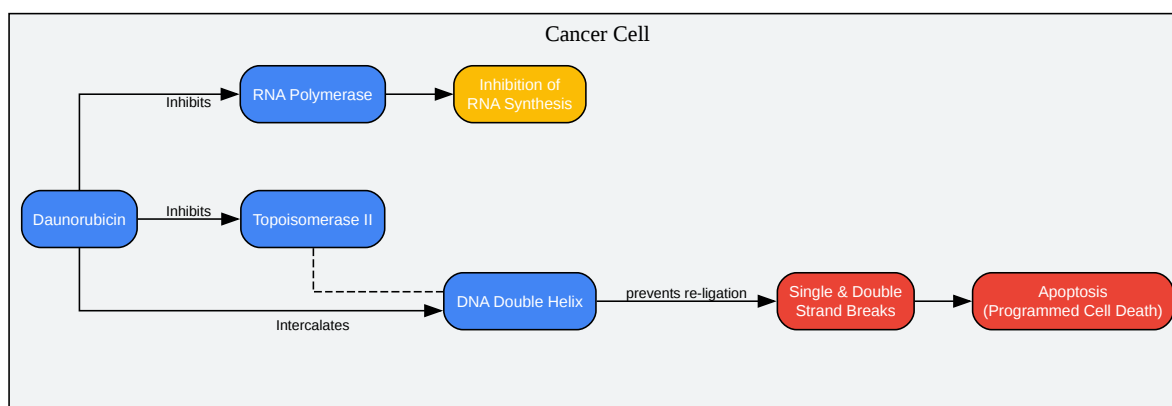 Cancer Cell
RNA Polymerase
Inhibition of
RNA Synthesis
Inhibits
Daunorubicin
Inhibits
Topoisomerase II
DNA Double Helix
prevents re-ligation
Single & Double
Strand Breaks
Apoptosis
(Programmed Cell Death)
Intercalates